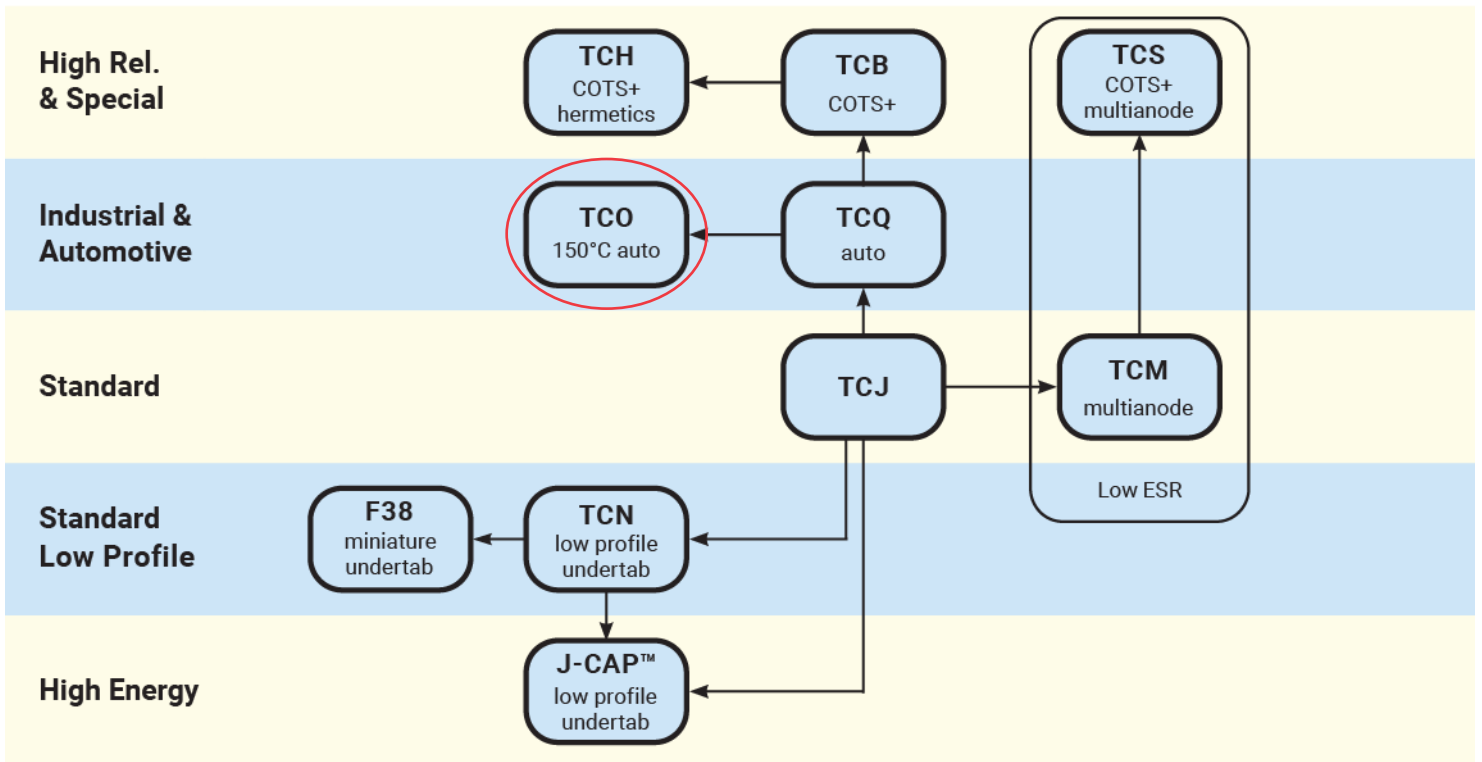 High Rel.
& Special
TCH
COTS+
hermetics
TCB
COTS+
TCS
COTS+
multianode
Industrial &
Automotive
TCO
150°C auto
TCQ
auto
Standard
TCJ
TCM
multianode
Low ESR
Standard
Low Profile
F38
miniature
undertab
TCN
low profile
undertab
High Energy
J-CAP™
low profile
undertab